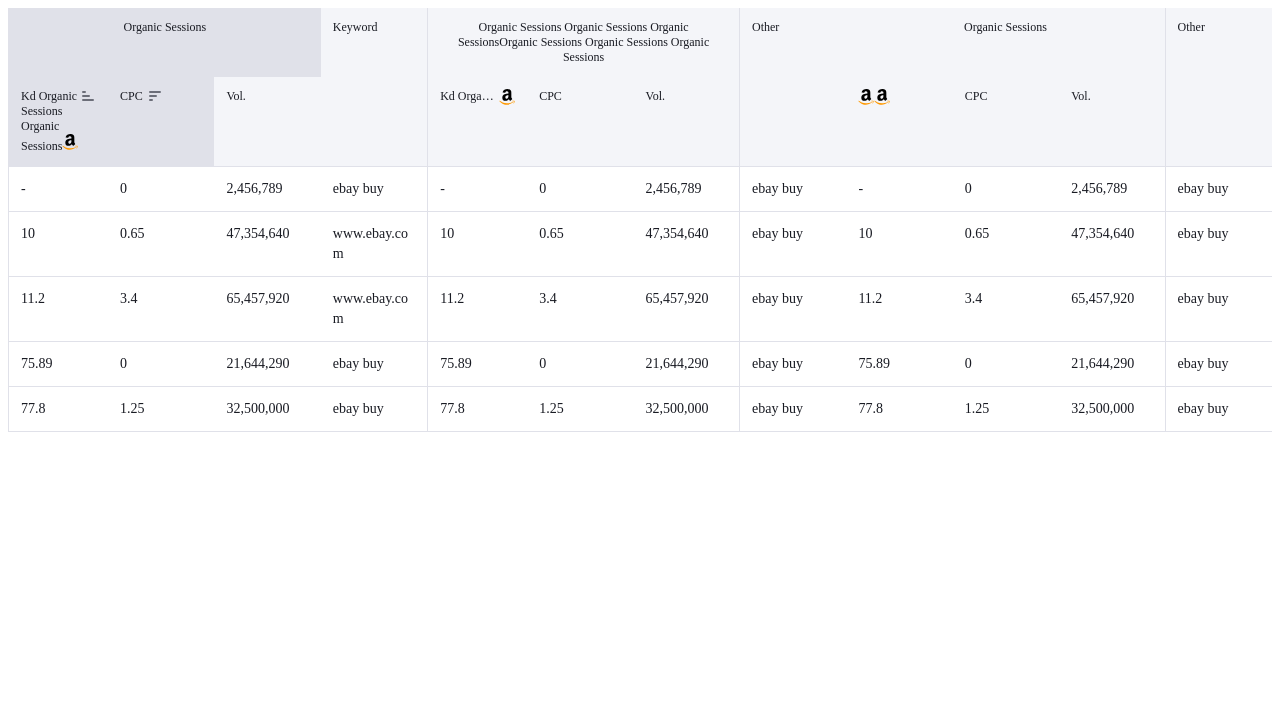 Organic Sessions Keyword Organic Sessions Organic Sessions Organic Other Organic Sessions Other
SessionsOrganic Sessions Organic Sessions Organic
Sessions
Kd Organic CPC Vol. Kd Orga… a CPC Vol. a a CPC Vol.
Sessions
Organic
Sessions a
- 0 2,456,789 ebay buy - 0 2,456,789 ebay buy - 0 2,456,789 ebay buy
10 0.65 47,354,640 www.ebay.co 10 0.65 47,354,640 ebay buy 10 0.65 47,354,640 ebay buy
m
11.2 3.4 65,457,920 www.ebay.co 11.2 3.4 65,457,920 ebay buy 11.2 3.4 65,457,920 ebay buy
m
75.89 0 21,644,290 ebay buy 75.89 0 21,644,290 ebay buy 75.89 0 21,644,290 ebay buy
77.8 1.25 32,500,000 ebay buy 77.8 1.25 32,500,000 ebay buy 77.8 1.25 32,500,000 ebay buy